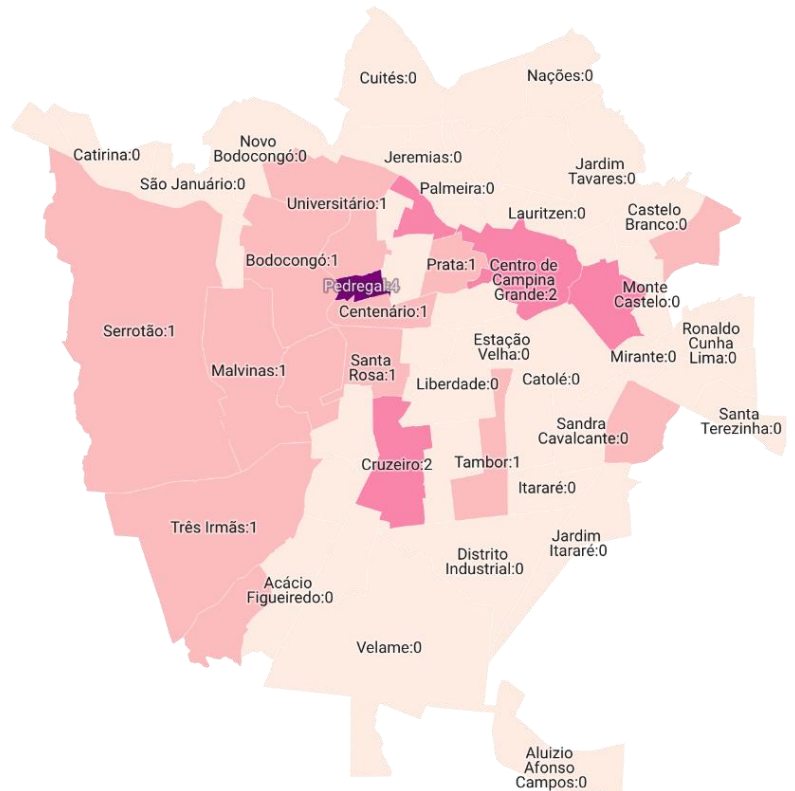 Cuités:0
Nações:0
Novo
Bodocongó:0
Catirina:0
Jeremias:0
São Januário:0
Jardim
Tavares:0
Palmeira:0
Universitário:1
Lauritzen:0
Castelo
Branco:0
Bodocongó:1
Prata:1
Centro de
Campina
Grande:2
Pedregal:4
Monte
Castelo:0
Centenário:1
Serrotão:1
Ronaldo
Cunha
Lima:0
Estação
Velha:0
Mirante:0
Malvinas:1
Santa
Rosa:1
Liberdade:0
Catolé:0
Sandra
Cavalcante:0
Santa
Terezinha:0
Cruzeiro:2
Tambor:1
Itararé:0
Três Irmãs:1
Jardim
Itararé:0
Distrito
Industrial:0
Acácio
Figueiredo:0
Velame:0
Aluizio
Afonso
Campos:0